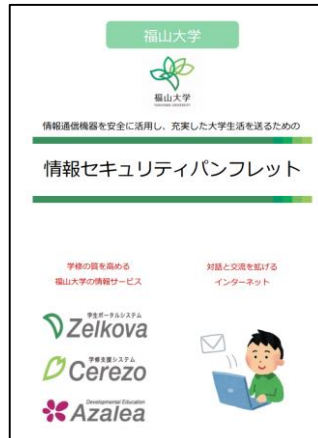 福山大学
福山大学
FUKUYAMA UNIVERSITY
情報通信機器を安全に活用し、充実した大学生活を送るための
情報セキュリティパンフレット
学修の質を高める
福山大学の情報サービス
対話と交流を拡げる
インターネット
学生ポータルシステム
Zelkova
学修支援システム
Cerezo
Developmental Education
Azalea